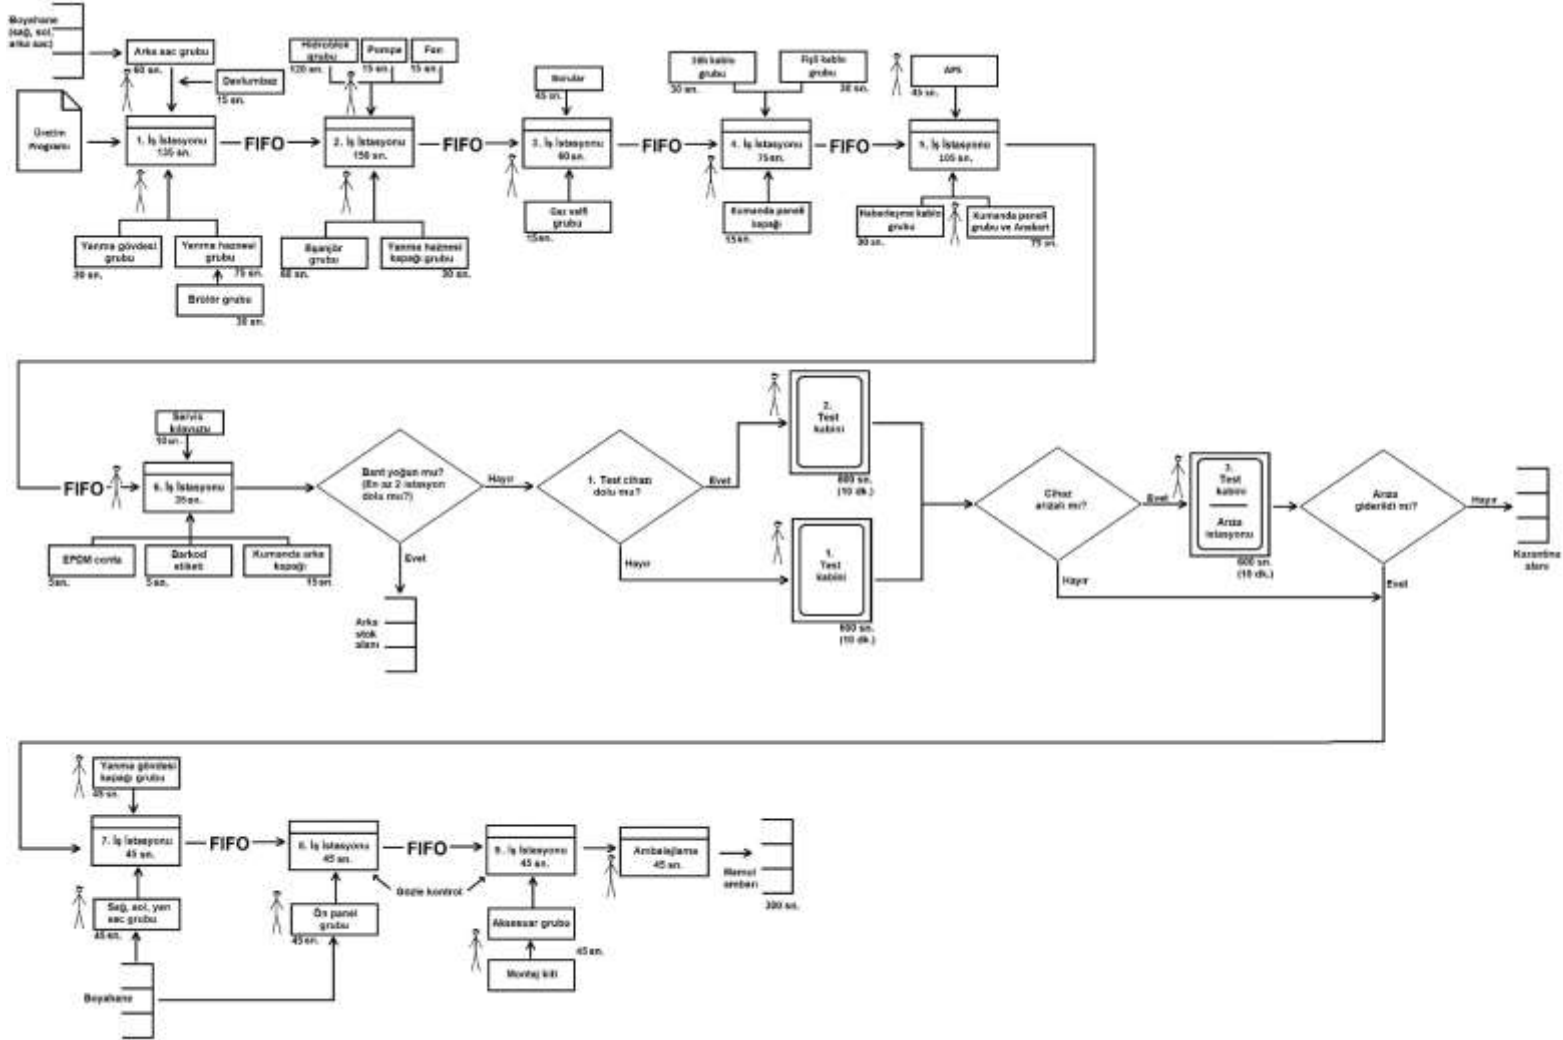 Boyahane
(sağ, sol,
arka sac)
Arka sac grubu
60 sn.
Davlumbaz
15 sn.
Üretim
Programı
1. İş İstasyonu
135 sn.
FIFO
Yanma gövdesi
grubu
30 sn.
Yanma haznesi
grubu
75 sn.
Brülör grubu
30 sn.
Hidroblok
grubu
120 sn.
Pompa
15 sn.
Fan
15 sn.
2. İş İstasyonu
150 sn.
FIFO
Eşanjör
grubu
60 sn.
Yanma haznesi
kapağı grubu
30 sn.
Borular
45 sn.
3. İş İstasyonu
60 sn.
FIFO
Gaz valfi
grubu
15 sn.
kablo
grubu
30 sn.
Fişli kablo
grubu
30 sn.
4. İş İstasyonu
75 sn.
FIFO
Kumanda paneli
kapağı
15 sn.
APS
45 sn.
5. İş İstasyonu
105 sn.
Haberleşme kablo
grubu
30 sn.
Kumanda paneli
grubu ve Anakart
75 sn.
FIFO
Servis
kılavuzu
10 sn.
6. İş İstasyonu
35 sn.
EPDM conta
5 sn.
Barkod
etiketi
5 sn.
Kumanda arka
kapağı
15 sn.
Bant yoğun mu?
(En az 2 istasyon
dolu mu?)
Hayır
Evet
Arka
stok
alanı
1. Test cihazı
dolu mu?
Evet
Hayır
2.
Test
kabini
600 sn.
(10 dk.)
1.
Test
kabini
600 sn.
(10 dk.)
Cihaz
arızalı mı?
Evet
Hayır
3.
Test
kabini
Arıza
istasyonu
600 sn.
(10 dk.)
Arıza
giderildi mi?
Hayır
Evet
Karantina
alanı
Yanma gövdesi
kapağı grubu
45 sn.
7. İş İstasyonu
45 sn.
FIFO
Sağ, sol, yan
sac grubu
45 sn.
Boyahane
8. İş İstasyonu
45 sn.
FIFO
Gözle kontrol
Ön panel
grubu
45 sn.
9. İş İstasyonu
45 sn.
Aksesuar grubu
45 sn.
Montaj kiti
Ambalajlama
45 sn.
Mamul
ambarı
300 sn.